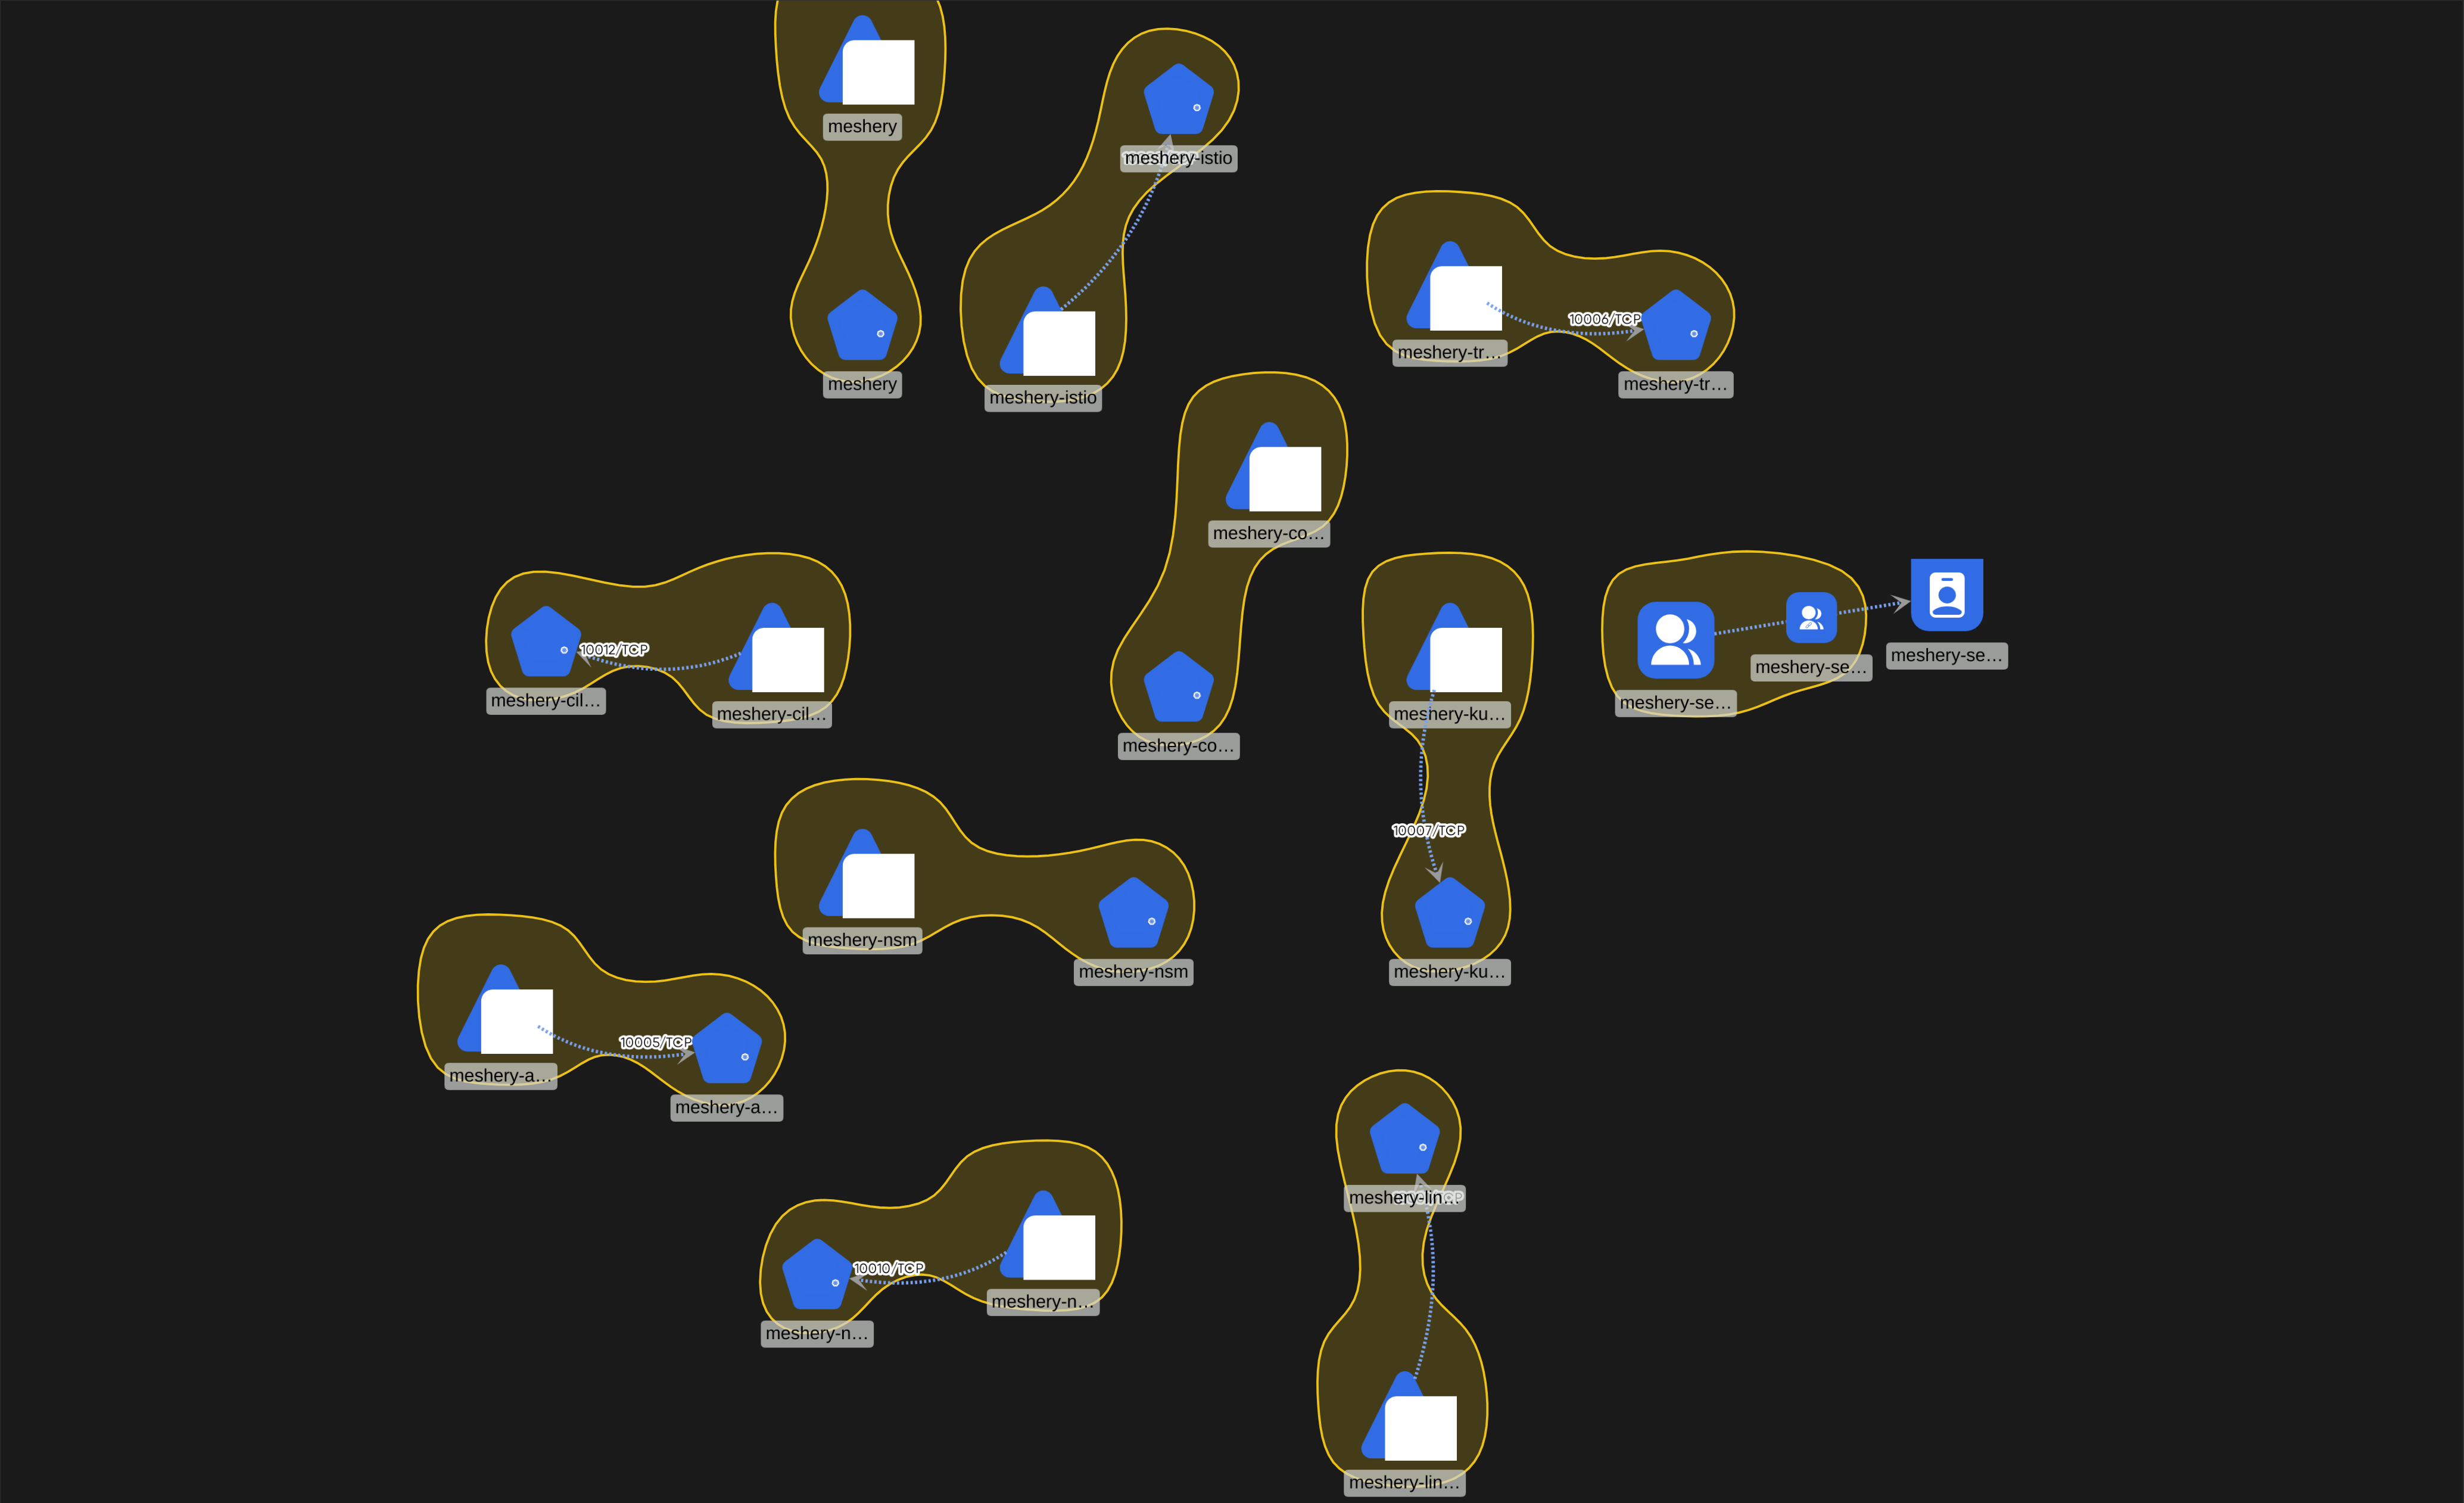 meshery
meshery-istio
10006/TCP
meshery-tr…
meshery-tr…
meshery
meshery-istio
meshery-co…
10012/TCP
meshery-se…
meshery-se…
meshery-cil…
meshery-se…
meshery-cil…
meshery-ku…
meshery-co…
10007/TCP
meshery-nsm
meshery-nsm
meshery-ku…
10005/TCP
meshery-a…
meshery-a…
meshery-lin…
10010/TCP
meshery-n…
meshery-n…
meshery-lin…